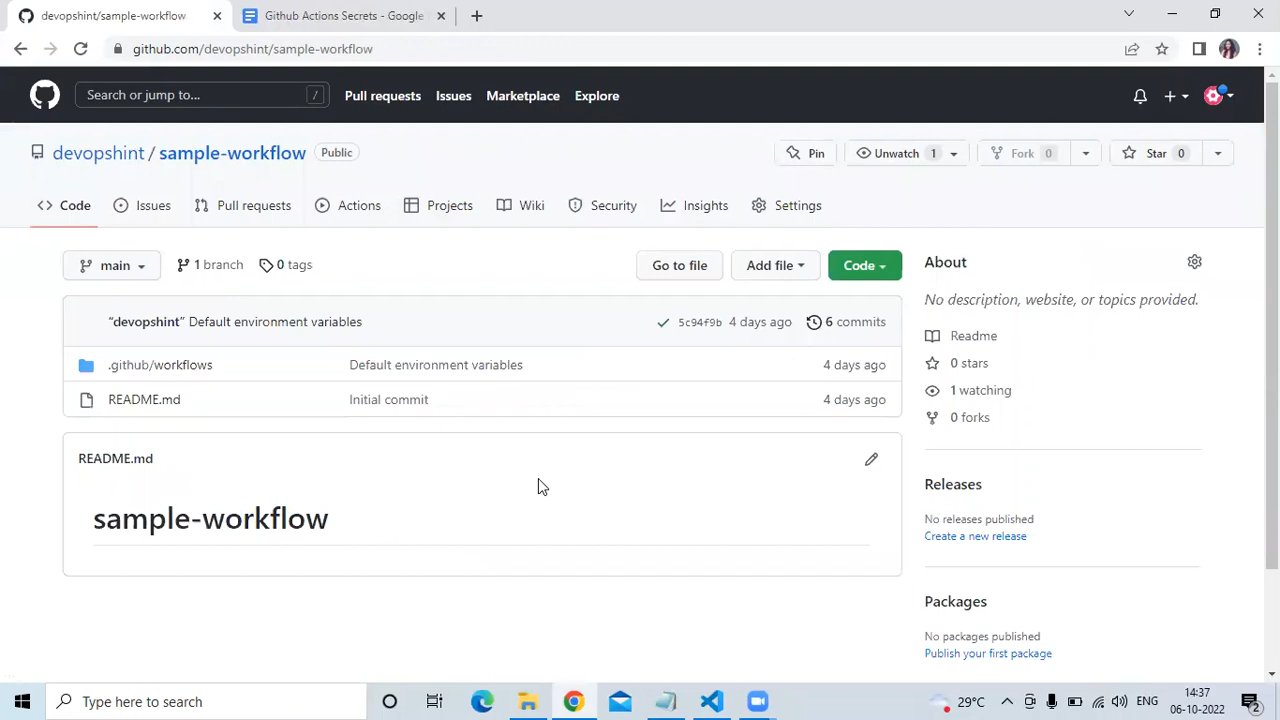 devopshint/sample-workflow
Github Actions Secrets - Google
github.com/devopshint/sample-workflow
Search or jump to... /
Pull requests Issues Marketplace Explore
devopshint / sample-workflow Public
Pin Unwatch 1 Fork 0 Star 0
Code Issues Pull requests Actions Projects Wiki Security Insights Settings
main 1 branch 0 tags Go to file Add file Code
“devopshint” Default environment variables 5c94f9b 4 days ago 6 commits
.github/workflows Default environment variables 4 days ago
README.md Initial commit 4 days ago
README.md
sample-workflow
About
No description, website, or topics provided.
Readme
0 stars
1 watching
0 forks
Releases
No releases published
Create a new release
Packages
No packages published
Publish your first package
Type here to search
29°C
ENG
14:37
06-10-2022
2